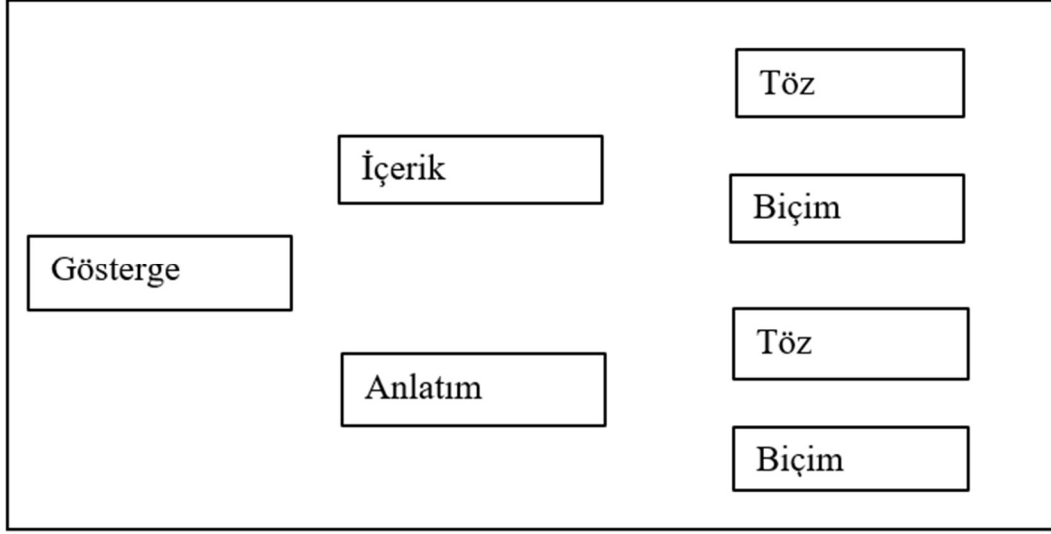 Töz
İçerik
Biçim
Gösterge
Töz
Anlatım
Biçim